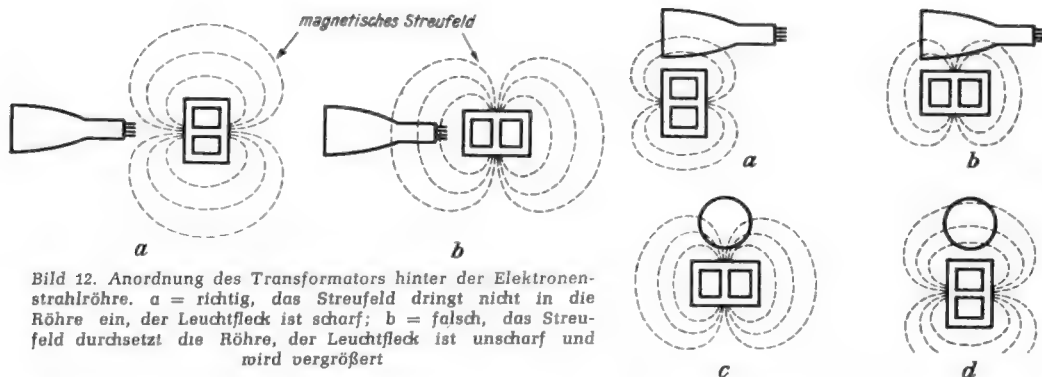 magnetisches Streufeld
a
b
Bild 12. Anordnung des Transformators hinter der Elektronen-
strahlröhre. a = richtig, das Streufeld dringt nicht in die
Röhre ein, der Leuchtfleck ist scharf; b = falsch, das Streu-
feld durchsetzt die Röhre, der Leuchtfleck ist unscharf und
wird vergrößert
a
b
c
d